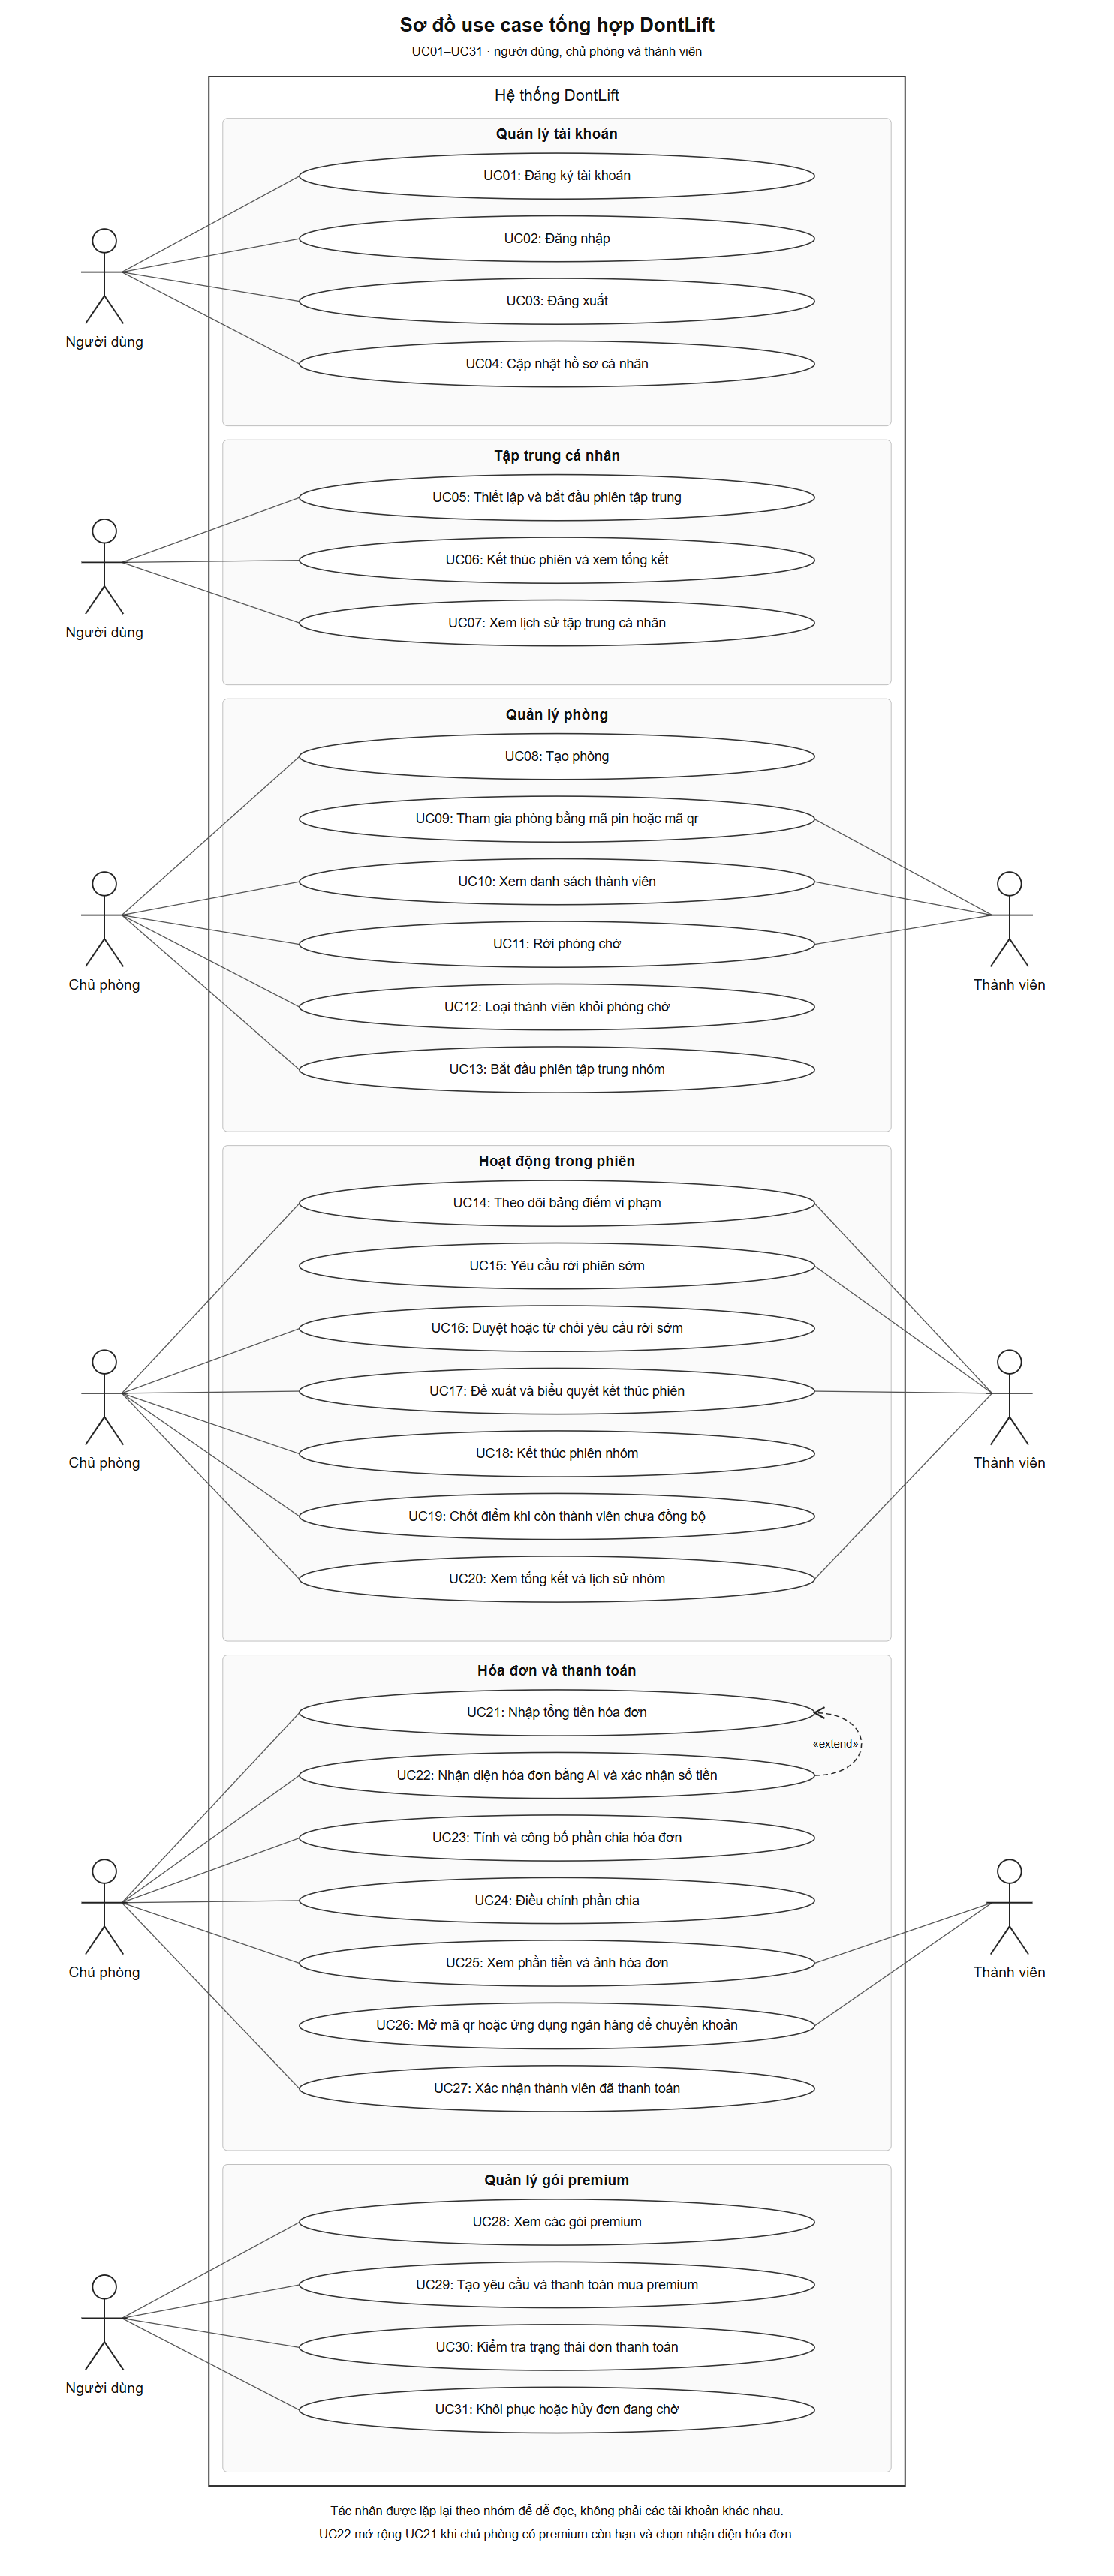 Sơ đồ use case tổng hợp DontLift
UC01–UC31 · người dùng, chủ phòng và thành viên
Hệ thống DontLift
Quản lý tài khoản
UC01: Đăng ký tài khoản
UC02: Đăng nhập
UC03: Đăng xuất
UC04: Cập nhật hồ sơ cá nhân
Người dùng
Tập trung cá nhân
UC05: Thiết lập và bắt đầu phiên tập trung
UC06: Kết thúc phiên và xem tổng kết
UC07: Xem lịch sử tập trung cá nhân
Người dùng
Quản lý phòng
UC08: Tạo phòng
UC09: Tham gia phòng bằng mã pin hoặc mã qr
UC10: Xem danh sách thành viên
UC11: Rời phòng chờ
UC12: Loại thành viên khỏi phòng chờ
UC13: Bắt đầu phiên tập trung nhóm
Chủ phòng
Thành viên
Hoạt động trong phiên
UC14: Theo dõi bảng điểm vi phạm
UC15: Yêu cầu rời phiên sớm
UC16: Duyệt hoặc từ chối yêu cầu rời sớm
UC17: Đề xuất và biểu quyết kết thúc phiên
UC18: Kết thúc phiên nhóm
UC19: Chốt điểm khi còn thành viên chưa đồng bộ
UC20: Xem tổng kết và lịch sử nhóm
Chủ phòng
Thành viên
Hóa đơn và thanh toán
UC21: Nhập tổng tiền hóa đơn
«extend»
UC22: Nhận diện hóa đơn bằng AI và xác nhận số tiền
UC23: Tính và công bố phần chia hóa đơn
UC24: Điều chỉnh phần chia
UC25: Xem phần tiền và ảnh hóa đơn
UC26: Mở mã qr hoặc ứng dụng ngân hàng để chuyển khoản
UC27: Xác nhận thành viên đã thanh toán
Chủ phòng
Thành viên
Quản lý gói premium
UC28: Xem các gói premium
UC29: Tạo yêu cầu và thanh toán mua premium
UC30: Kiểm tra trạng thái đơn thanh toán
UC31: Khôi phục hoặc hủy đơn đang chờ
Người dùng
Tác nhân được lặp lại theo nhóm để dễ đọc, không phải các tài khoản khác nhau.
UC22 mở rộng UC21 khi chủ phòng có premium còn hạn và chọn nhận diện hóa đơn.